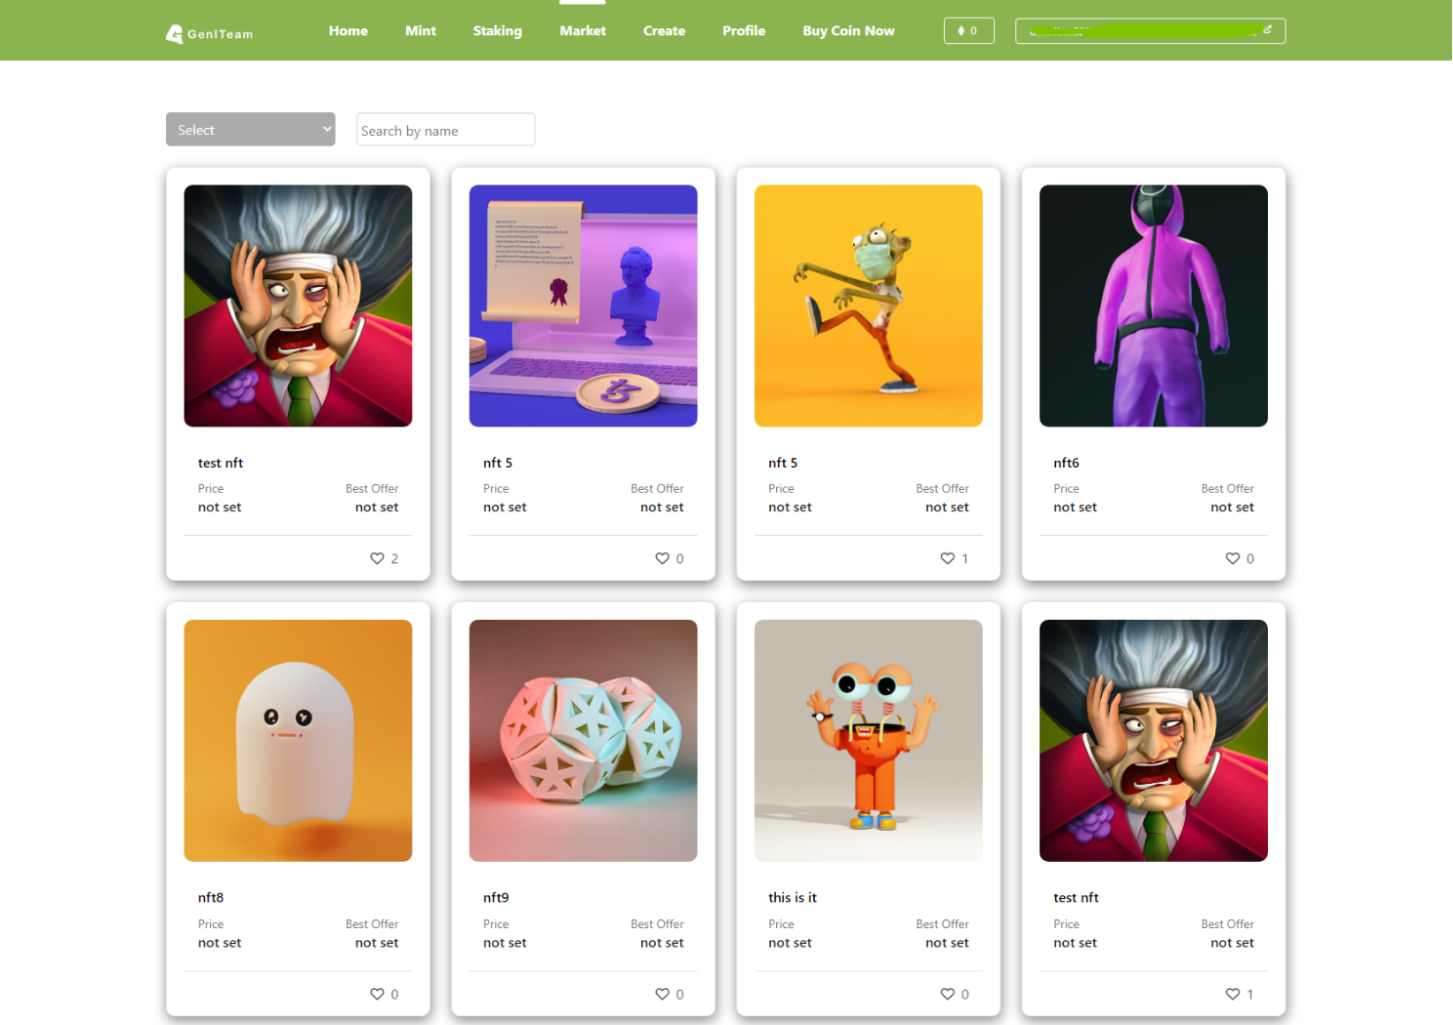 GenITeam
Home Mint Staking Market Create Profile Buy Coin Now 0
Select Search by name
test nft nft 5 nft 5 nft6
Price Best Offer Price Best Offer Price Best Offer Price Best Offer
not set not set not set not set not set not set not set not set
2 0 1 0
nft8 nft9 this is it test nft
Price Best Offer Price Best Offer Price Best Offer Price Best Offer
not set not set not set not set not set not set not set not set
0 0 0 1